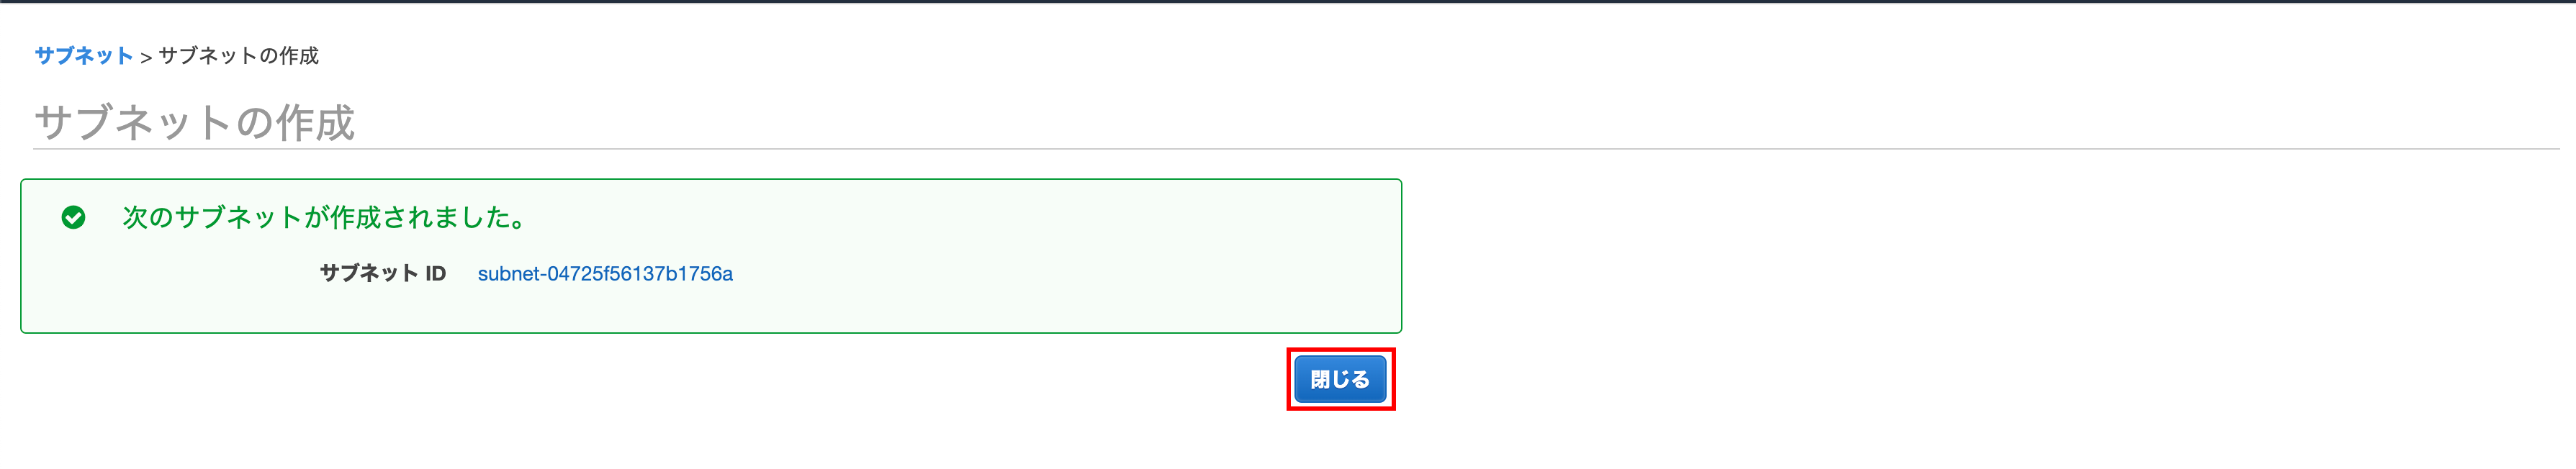 サブネット > サブネットの作成
サブネットの作成
次のサブネットが作成されました。
サブネット ID subnet-04725f56137b1756a
閉じる